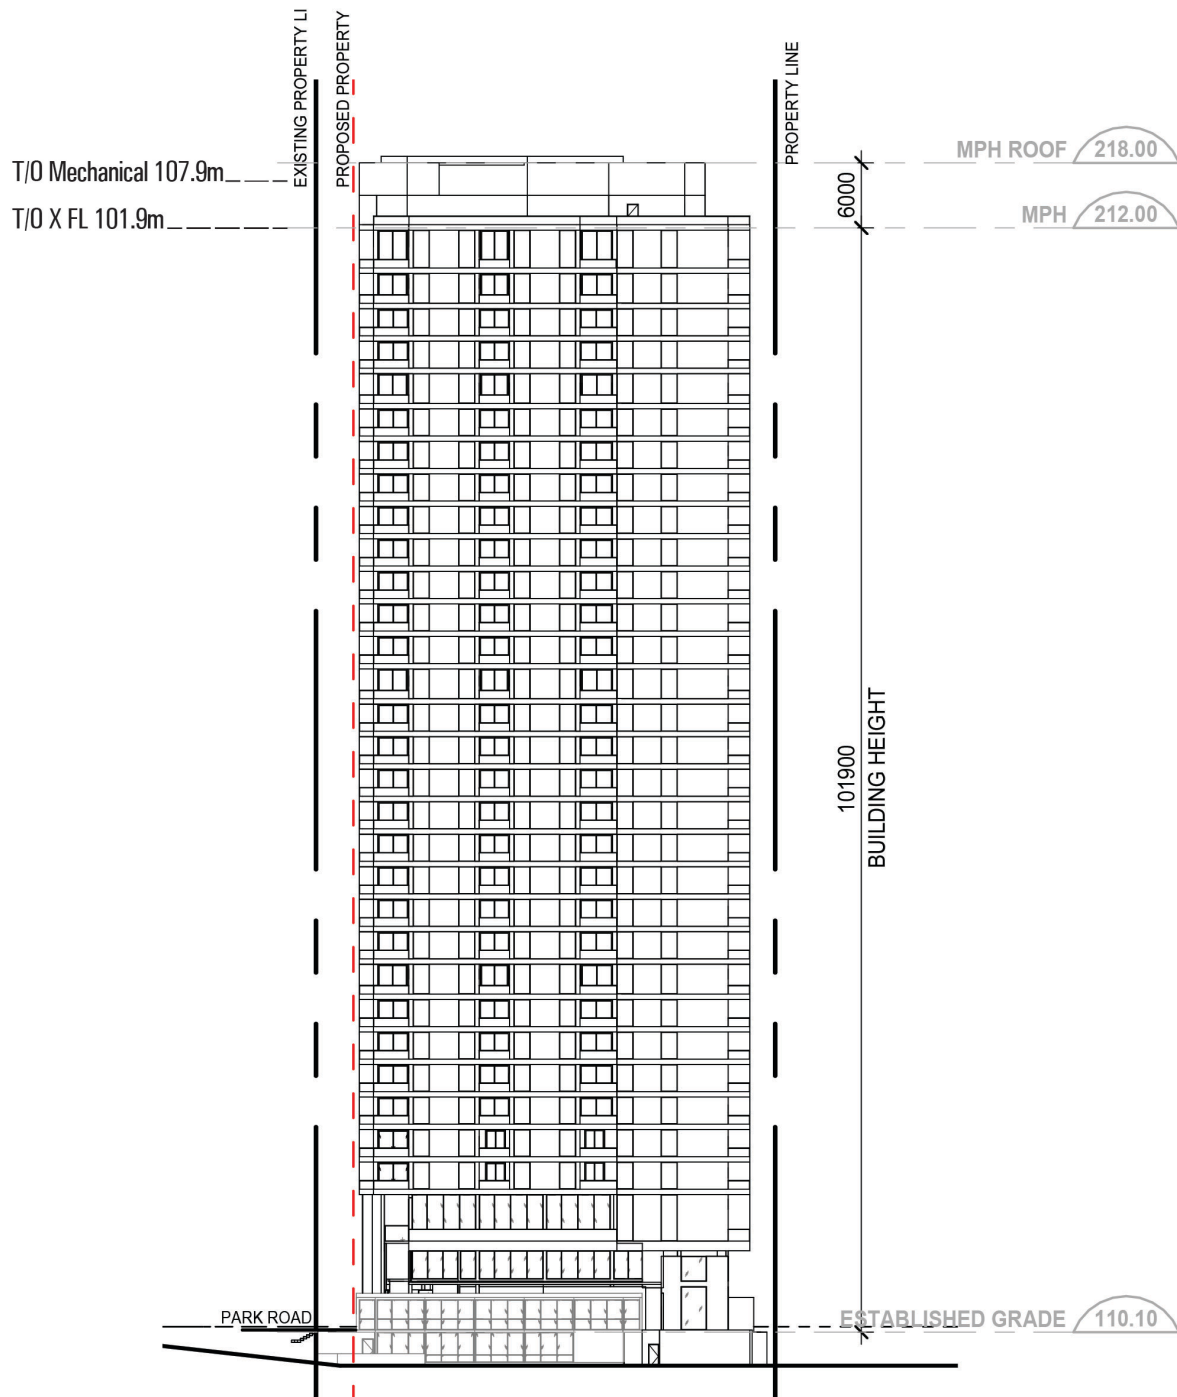 EXISTING PROPERTY LI
PROPOSED PROPERTY
PROPERTY LINE
T/O Mechanical 107.9m
T/O X FL 101.9m
MPH ROOF 218.00
6000
MPH 212.00
101900
BUILDING HEIGHT
PARK ROAD
ESTABLISHED GRADE 110.10